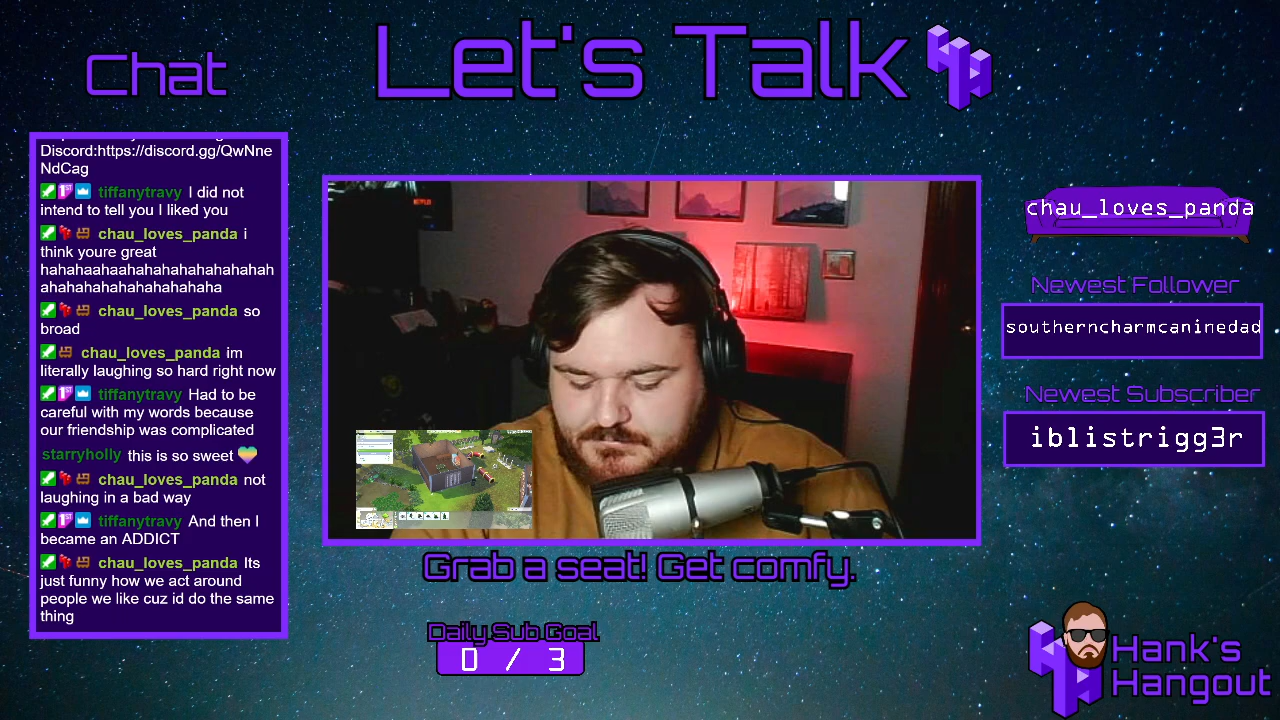 Chat
Let's Talk
Discord:https://discord.gg/QwNne
NdCag
tiffanytravy I did not
intend to tell you I liked you
chau_loves_panda i
think youre great
hahahaahaahahahahahahahah
ahahahahahahahahaha
chau_loves_panda so
broad
chau_loves_panda im
literally laughing so hard right now
tiffanytravy Had to be
careful with my words because
our friendship was complicated
starryholly this is so sweet
chau_loves_panda not
laughing in a bad way
tiffanytravy And then I
became an ADDICT
chau_loves_panda Its
just funny how we act around
people we like cuz id do the same
thing
NETFLIX
Grab a seat! Get comfy.
Daily Sub Goal
0 / 3
chau_loves_panda
Newest Follower
southerncharmcaninedad
Newest Subscriber
iblistrigg3r
Hank's
Hangout